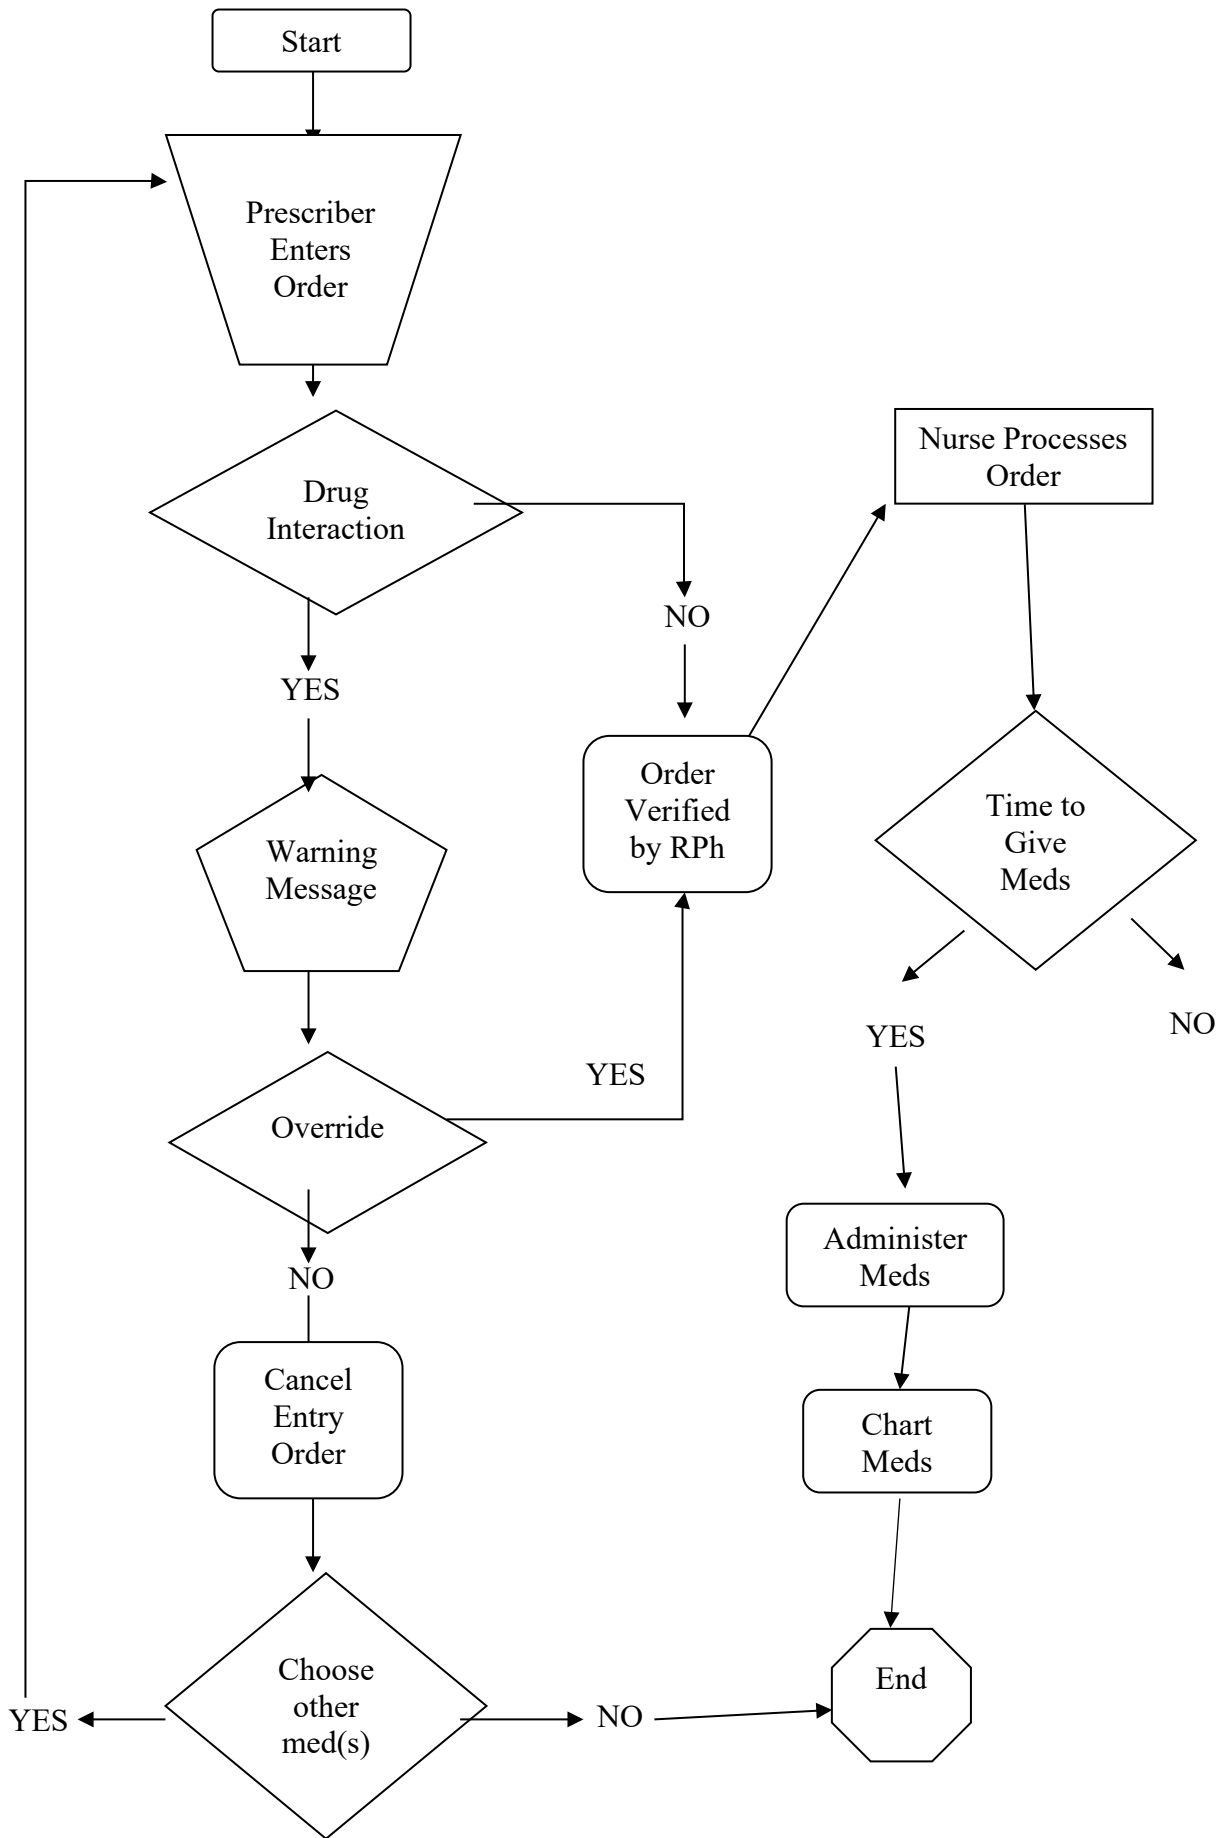 Start
Prescriber
Enters
Order
Drug
Interaction
NO
YES
Warning
Message
Override
YES
NO
Cancel
Entry
Order
Choose
other
med(s)
YES
NO
Order
Verified
by RPh
Nurse Processes
Order
Time to
Give
Meds
YES
NO
Administer
Meds
Chart
Meds
End